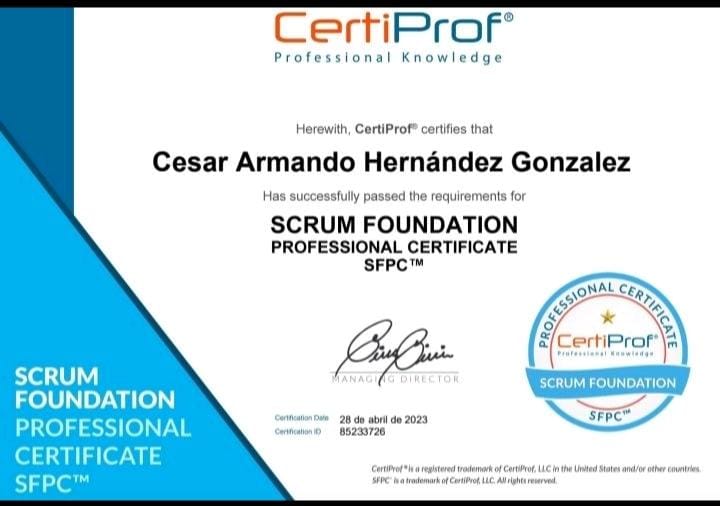 CertiProf®
Professional Knowledge
Herewith, CertiProf® certifies that
Cesar Armando Hernández Gonzalez
Has successfully passed the requirements for
SCRUM FOUNDATION
PROFESSIONAL CERTIFICATE
SFPC™
MANAGING DIRECTOR
Certification Date 28 de abril de 2023
Certification ID 85233726
PROFESSIONAL CERTIFICATE
CertiProf®
Professional Knowledge
SCRUM FOUNDATION
SFPC™
SCRUM
FOUNDATION
PROFESSIONAL
CERTIFICATE
SFPC™
CertiProf® is a registered trademark of CertiProf, LLC in the United States and/or other countries.
SFPC™ is a trademark of CertiProf, LLC. All rights reserved.